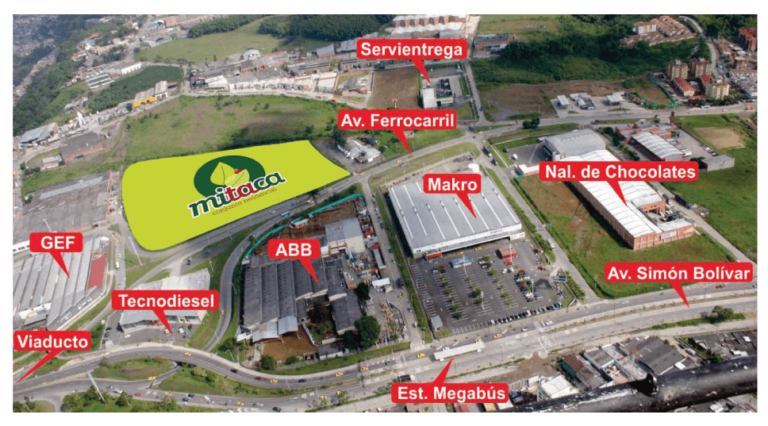 Servientrega
Av. Ferrocarril
mitaca
Makro
Nal. de Chocolates
GEF
ABB
Av. Simón Bolívar
Tecnodiesel
Viaducto
Est. Megabús